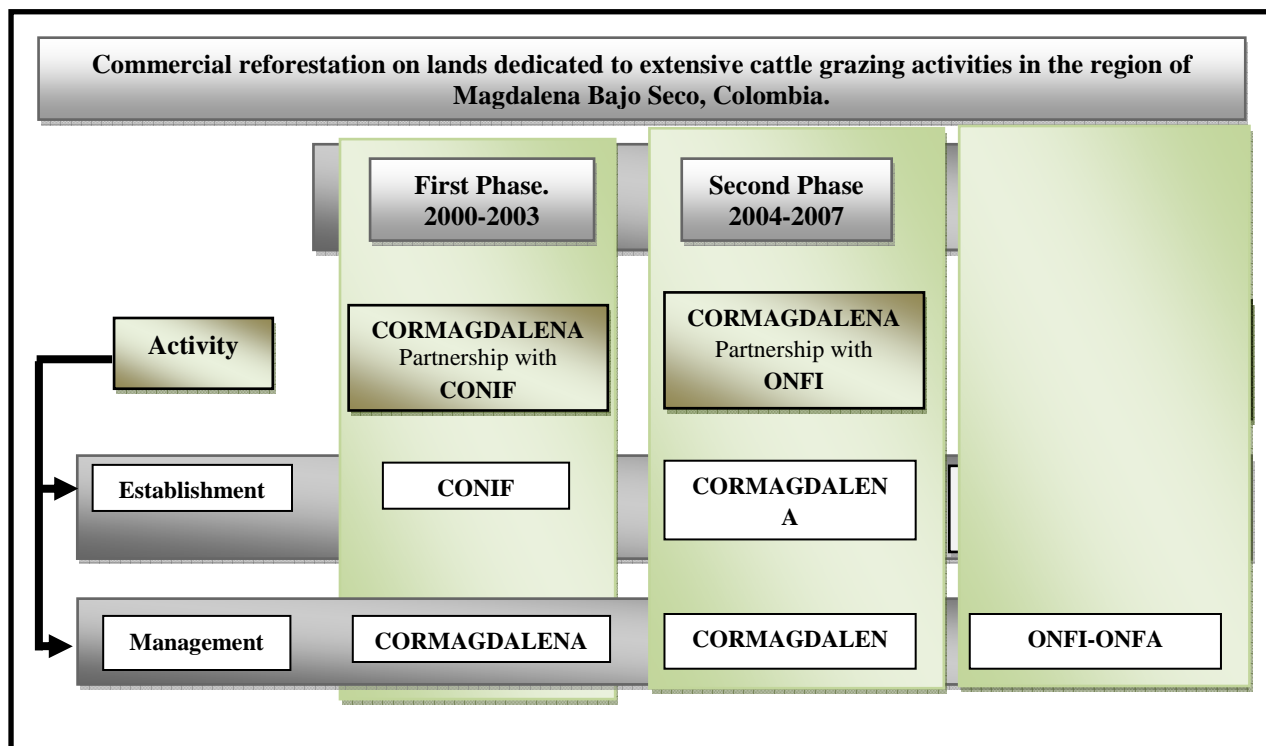 Commercial reforestation on lands dedicated to extensive cattle grazing activities in the region of
Magdalena Bajo Seco, Colombia.
First Phase.
2000-2003
Second Phase
2004-2007
Activity
CORMAGDALENA
Partnership with
CONIF
CORMAGDALENA
Partnership with
ONFI
Establishment
CONIF
CORMAGDALEN
A
Management
CORMAGDALENA
CORMAGDALEN
ONFI-ONFA